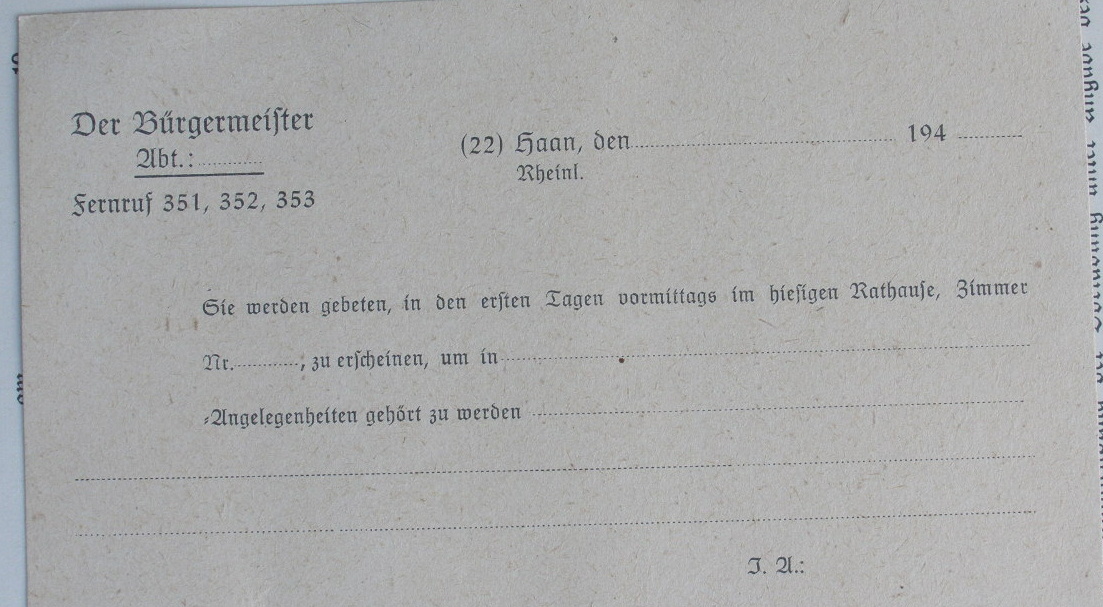 Der Bürgermeister
Abt.: ............
Fernruf 351, 352, 353
(22) Haan, den ........................ 194 ........
Rheinl.
Sie werden gebeten, in den ersten Tagen vormittags im hiesigen Rathause, Zimmer
Nr. ............, zu erscheinen, um in ........................
-Angelegenheiten gehört zu werden ........................
J. A.: